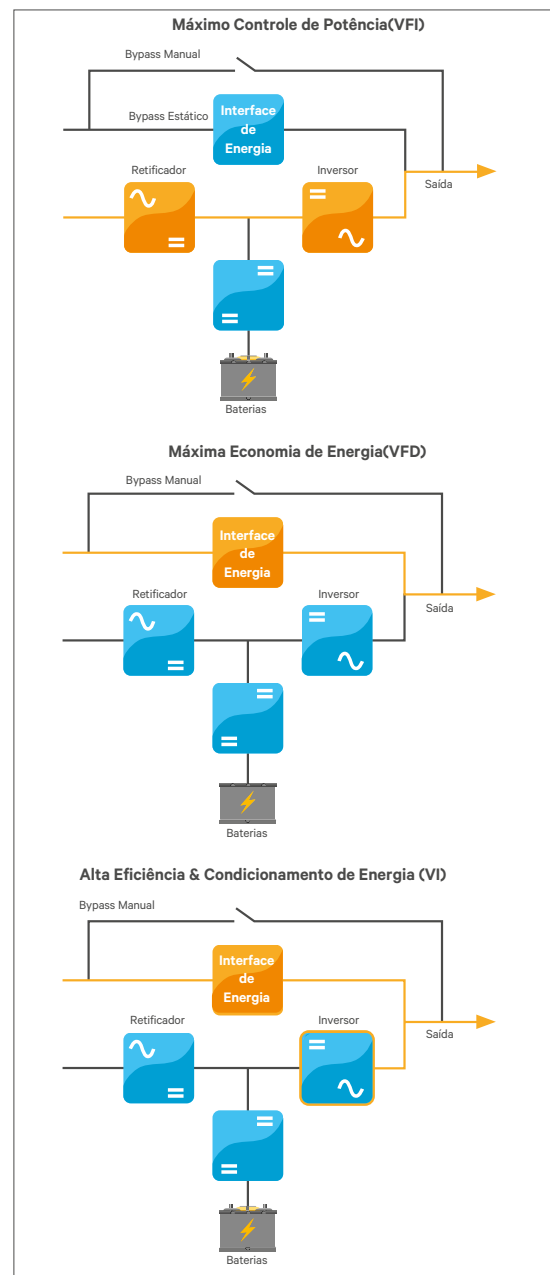 Máximo Controle de Potência(VFI)
Bypass Manual
Bypass Estático
Interface
de
Energia
Retificador
Inversor
Saída
Baterias
Máxima Economia de Energia(VFD)
Bypass Manual
Interface
de
Energia
Retificador
Inversor
Saída
Baterias
Alta Eficiência & Condicionamento de Energia (VI)
Bypass Manual
Interface
de
Energia
Retificador
Inversor
Saída
Baterias